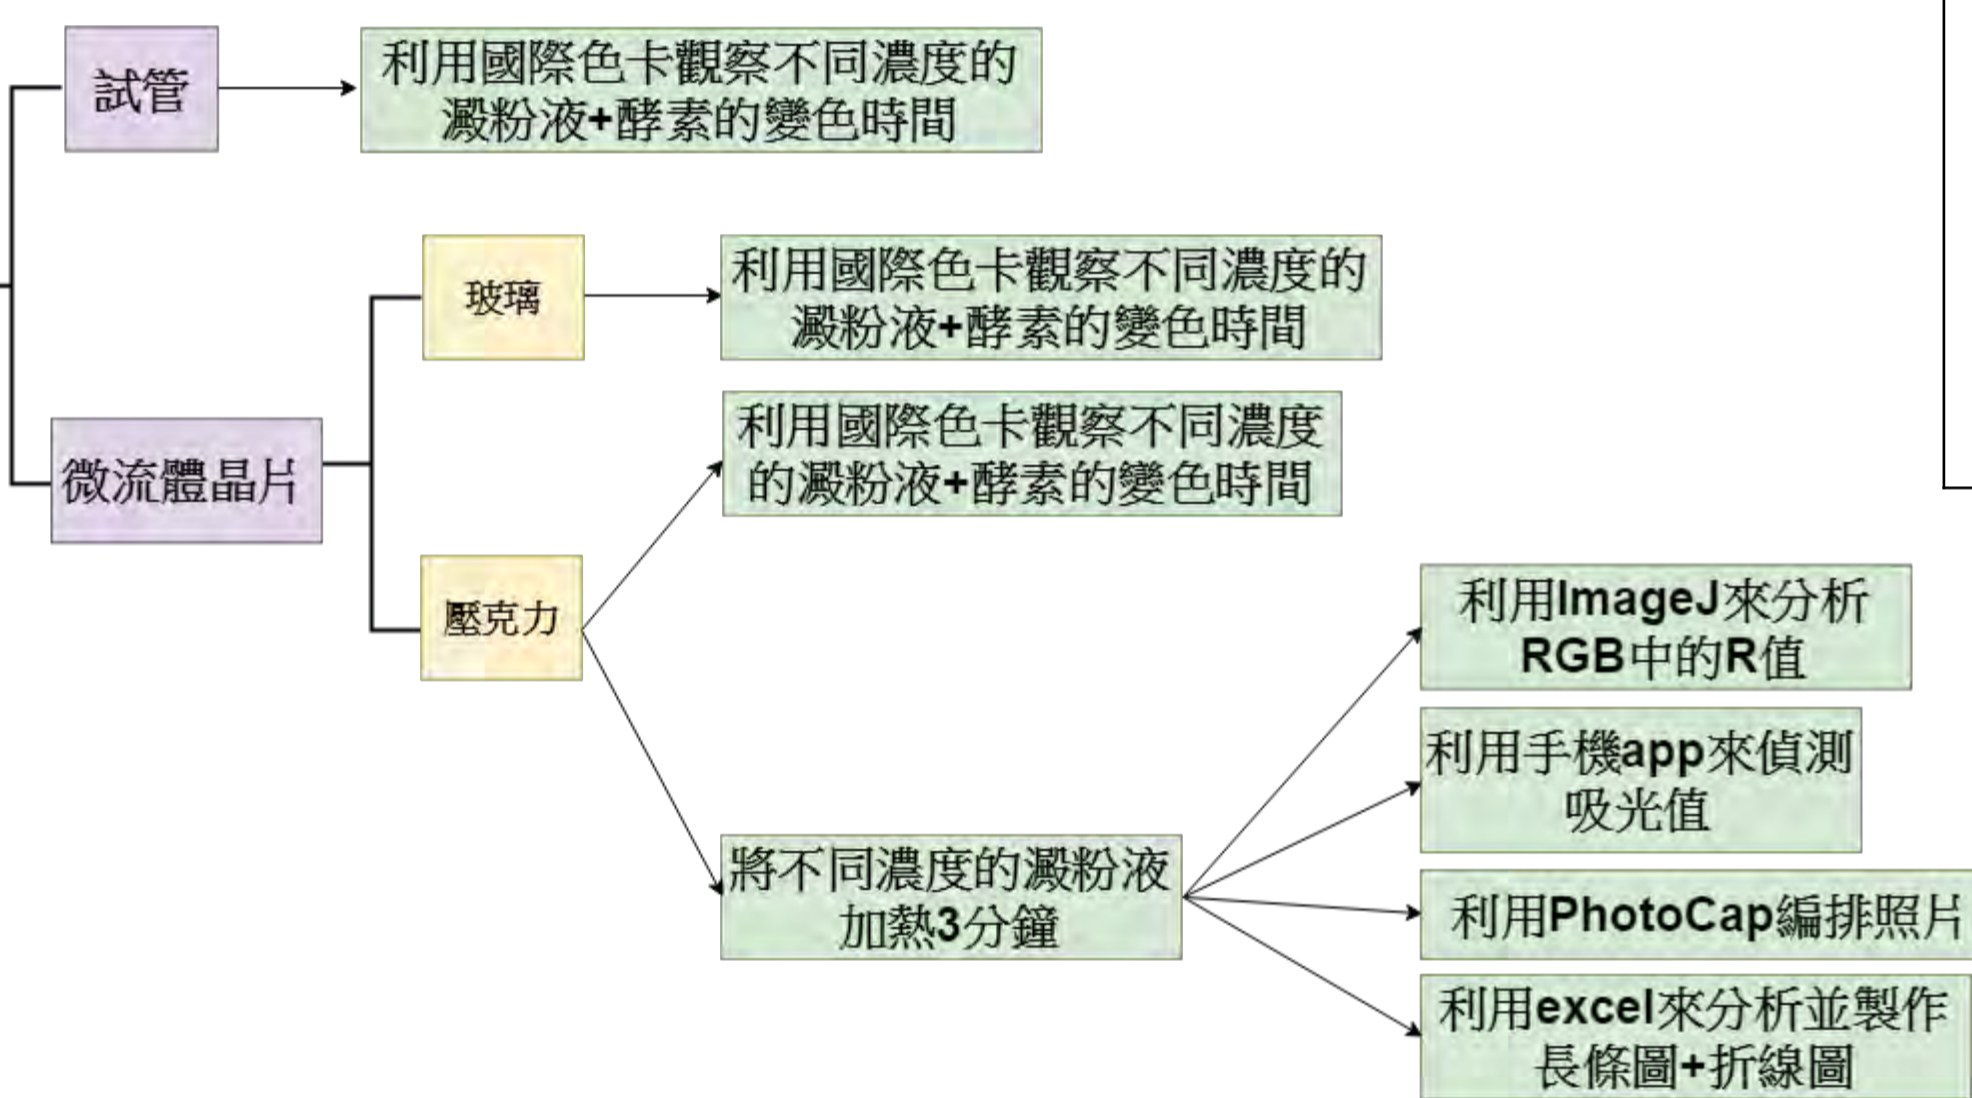 試管
利用國際色卡觀察不同濃度的
澱粉液+酵素的變色時間
玻璃
利用國際色卡觀察不同濃度的
澱粉液+酵素的變色時間
微流體晶片
利用國際色卡觀察不同濃度
的澱粉液+酵素的變色時間
壓克力
利用ImageJ來分析
RGB中的R值
利用手機app來偵測
吸光值
將不同濃度的澱粉液
加熱3分鐘
利用PhotoCap編排照片
利用excel來分析並製作
長條圖+折線圖